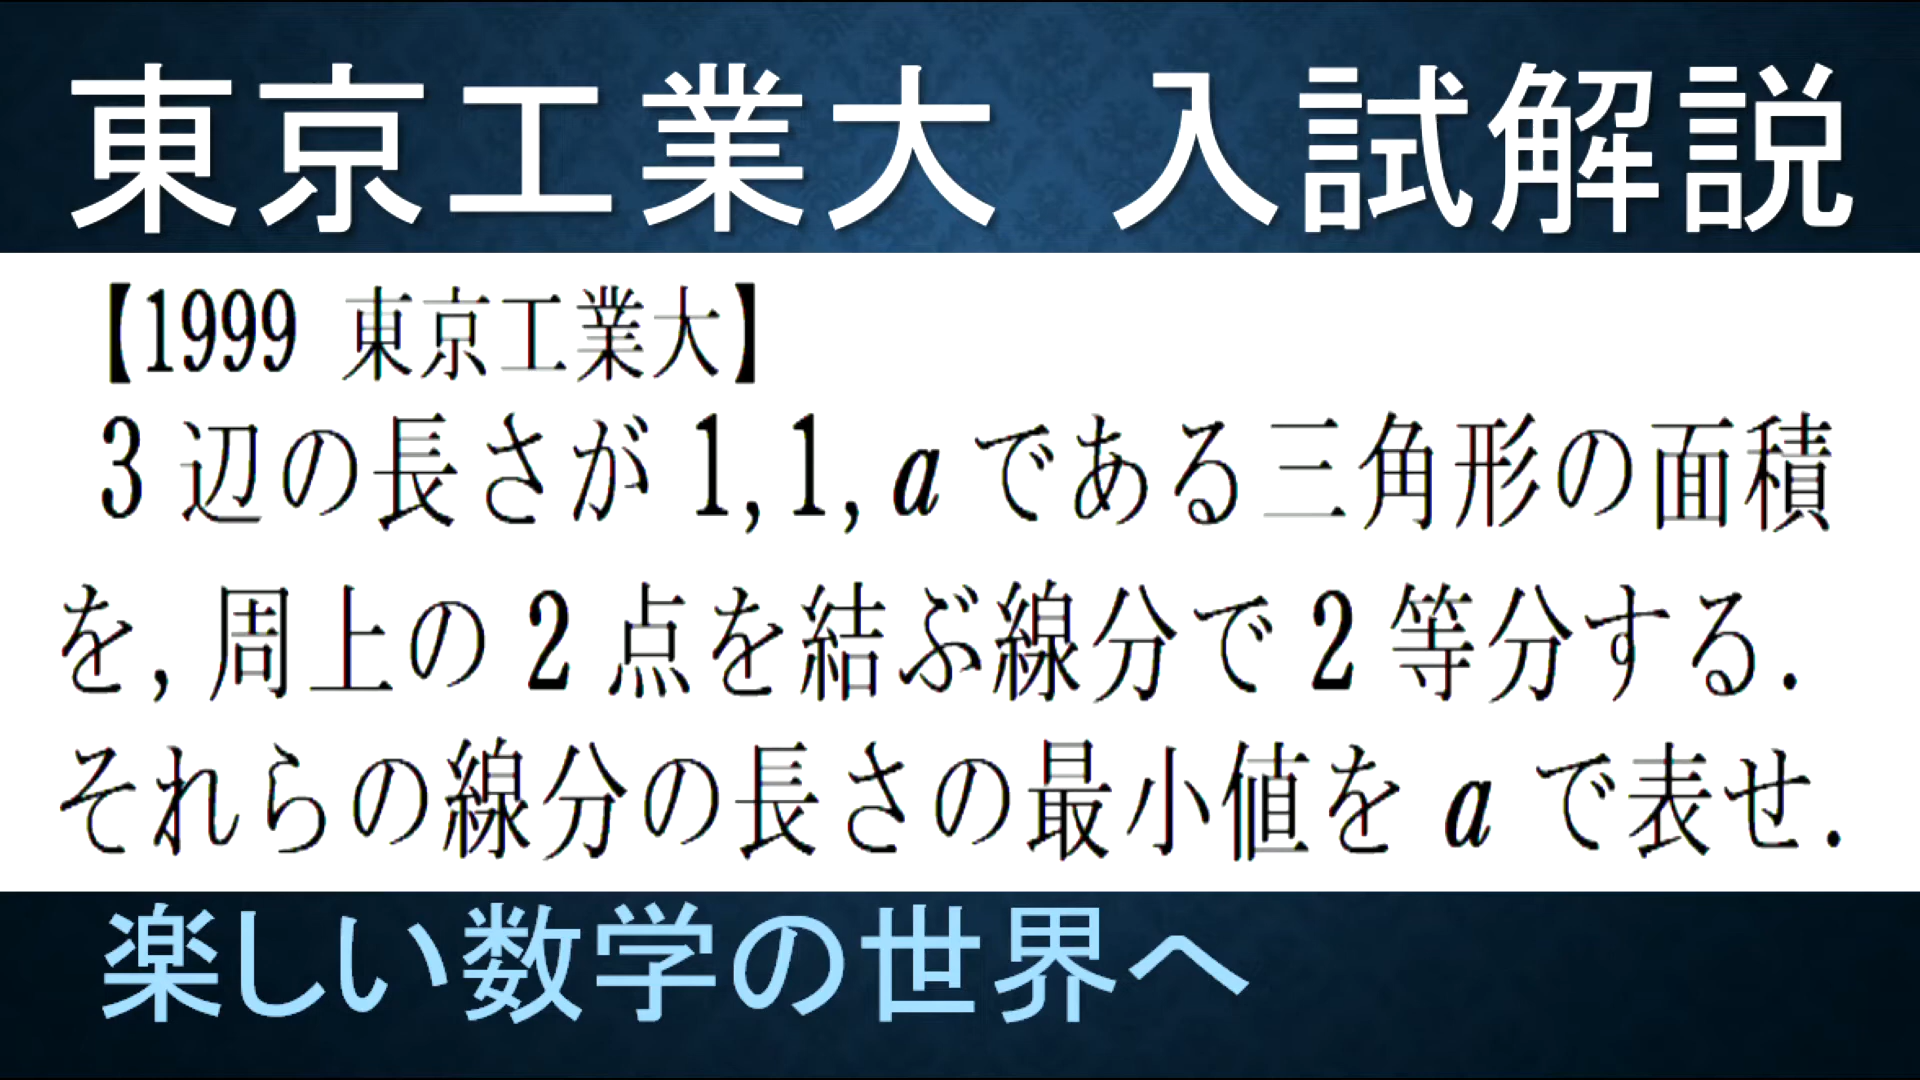 東京工業大 入試解説
【1999 東京工業大】
3辺の長さが1,1,aである三角形の面積
を,周上の2点を結ぶ線分で2等分する.
それらの線分の長さの最小値をaで表せ.
楽しい数学の世界へ